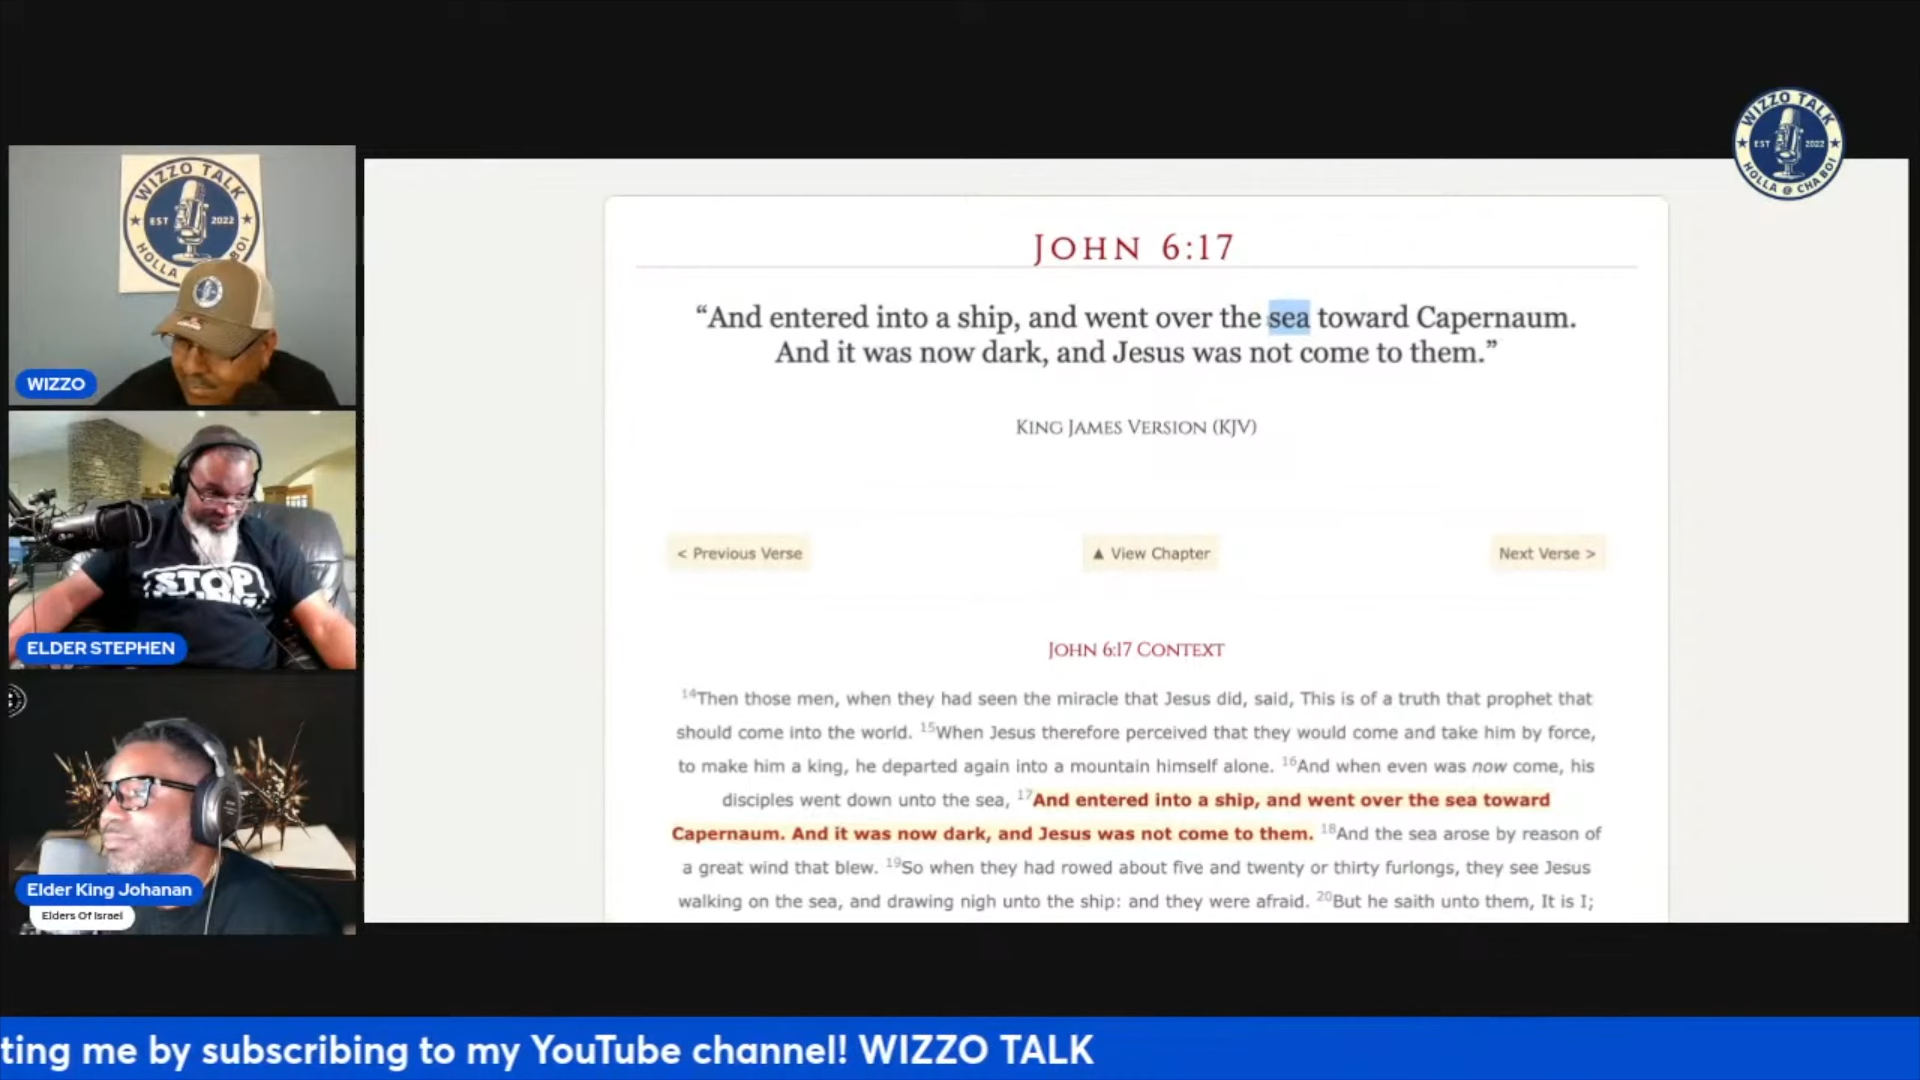 WIZZO TALK
EST 2022
HOLLA @ CHA BOI
WIZZO TALK
EST 2022
HOLLA BOI
WIZZO
STOP
ELDER STEPHEN
Elder King Johanan
Elders Of Israel
JOHN 6:17
“And entered into a ship, and went over the sea toward Capernaum.
And it was now dark, and Jesus was not come to them.”
KING JAMES VERSION (KJV)
< Previous Verse
▲ View Chapter
Next Verse >
JOHN 6:17 CONTEXT
14Then those men, when they had seen the miracle that Jesus did, said, This is of a truth that prophet that
should come into the world. 15When Jesus therefore perceived that they would come and take him by force,
to make him a king, he departed again into a mountain himself alone. 16And when even was now come, his
disciples went down unto the sea, 17And entered into a ship, and went over the sea toward
Capernaum. And it was now dark, and Jesus was not come to them. 18And the sea arose by reason of
a great wind that blew. 19So when they had rowed about five and twenty or thirty furlongs, they see Jesus
walking on the sea, and drawing nigh unto the ship: and they were afraid. 20But he saith unto them, It is I;
ting me by subscribing to my YouTube channel! WIZZO TALK